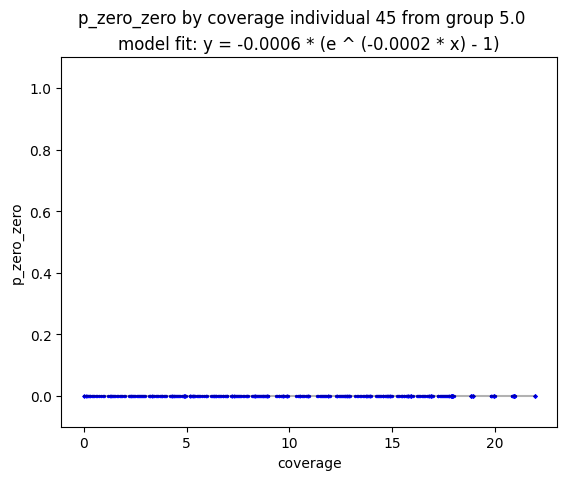 p_zero_zero by coverage individual 45 from group 5.0
model fit: y = -0.0006 * (e ^ (-0.0002 * x) - 1)
1.0
0.8
0.6
0.4
0.2
0.0
p_zero_zero
0 5 10 15 20
coverage